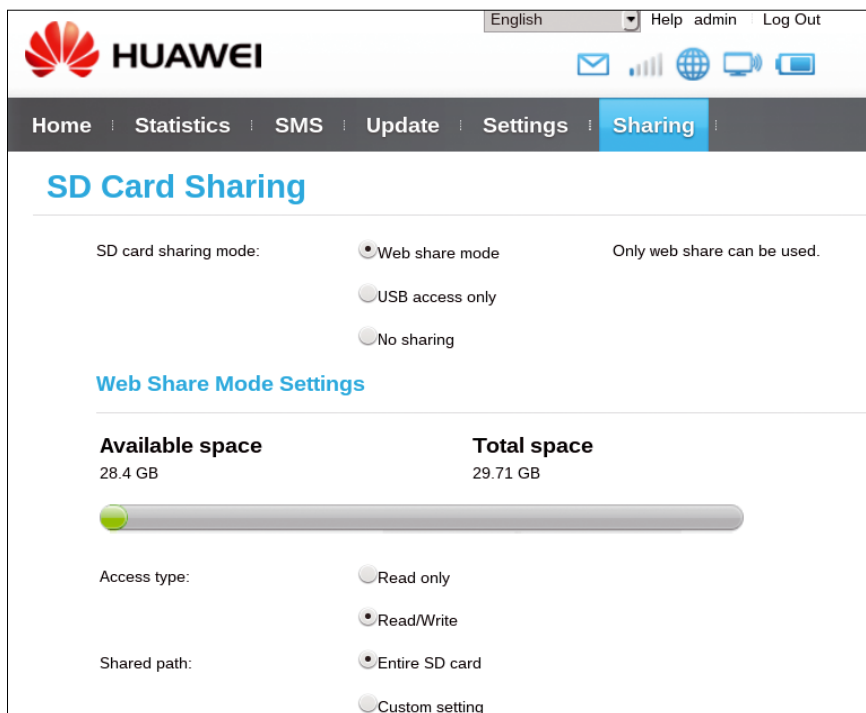 English Help admin Log Out
HUAWEI
Home Statistics SMS Update Settings Sharing
SD Card Sharing
SD card sharing mode: Web share mode Only web share can be used.
USB access only
No sharing
Web Share Mode Settings
Available space Total space
28.4 GB 29.71 GB
Access type: Read only
Read/Write
Shared path: Entire SD card
Custom setting